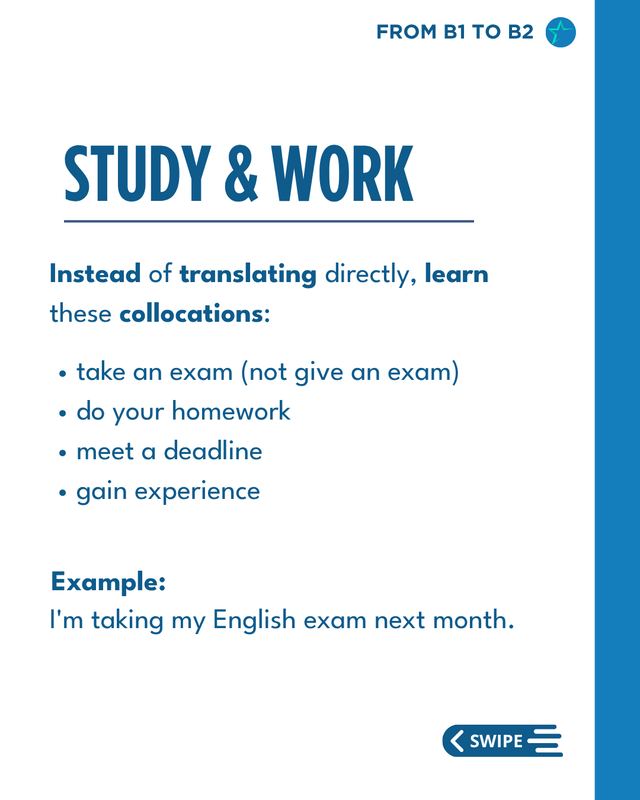 FROM B1 TO B2
STUDY & WORK
Instead of translating directly, learn
these collocations:
• take an exam (not give an exam)
• do your homework
• meet a deadline
• gain experience
Example:
I'm taking my English exam next month.
SWIPE